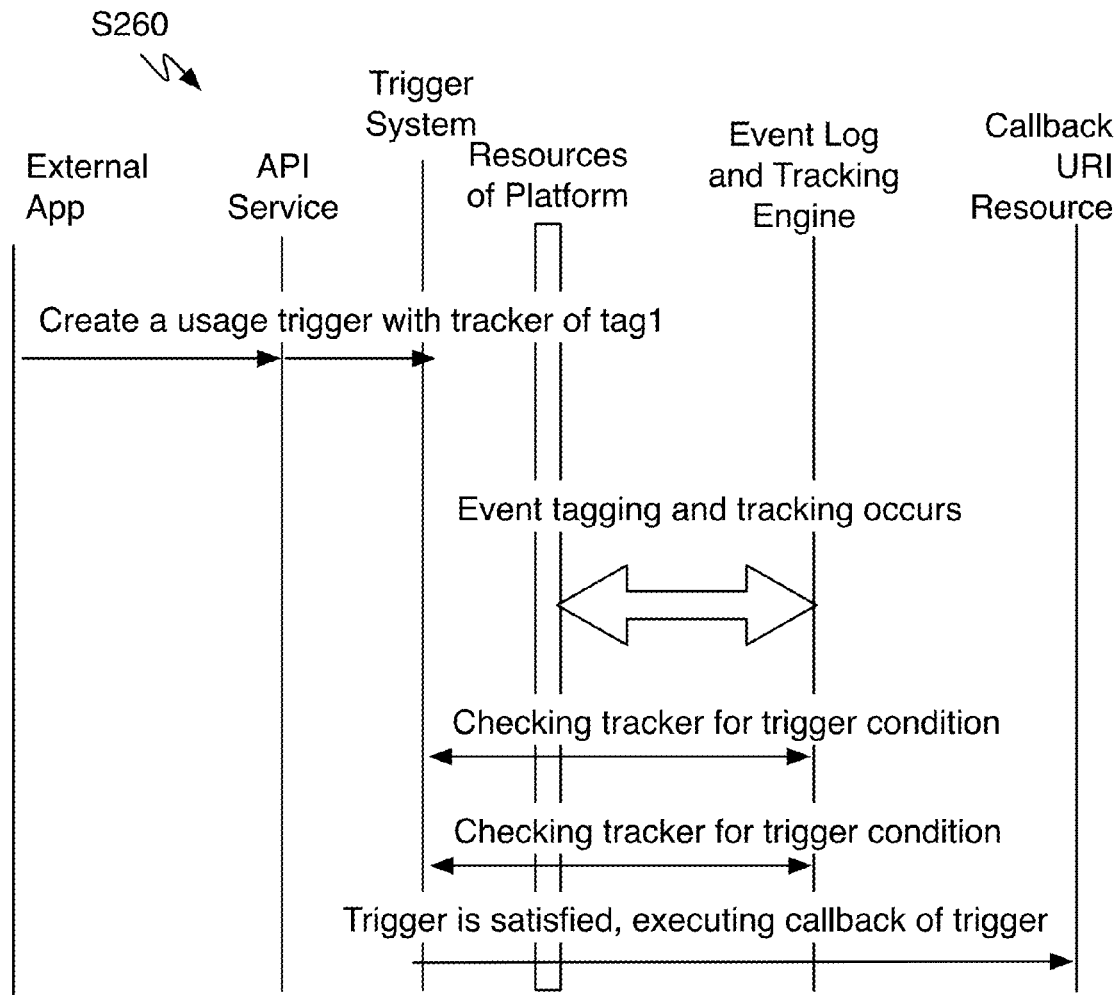 S260
Trigger
System
External
App
API
Service
Resources
of Platform
Event Log
and Tracking
Engine
Callback
URI
Resource
Create a usage trigger with tracker of tag1
Event tagging and tracking occurs
Checking tracker for trigger condition
Checking tracker for trigger condition
Trigger is satisfied, executing callback of trigger